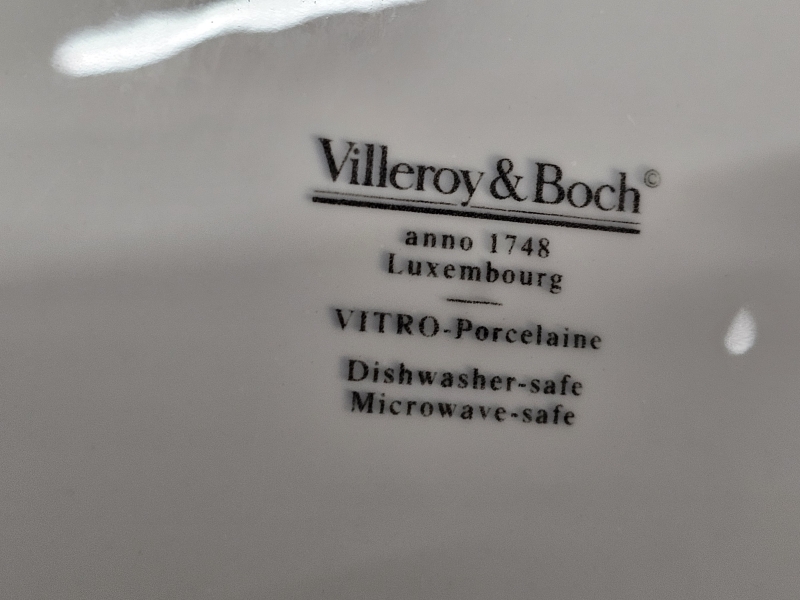 Villeroy & Boch©
anno 1748
Luxembourg
VITRO-Porcelaine
Dishwasher-safe
Microwave-safe